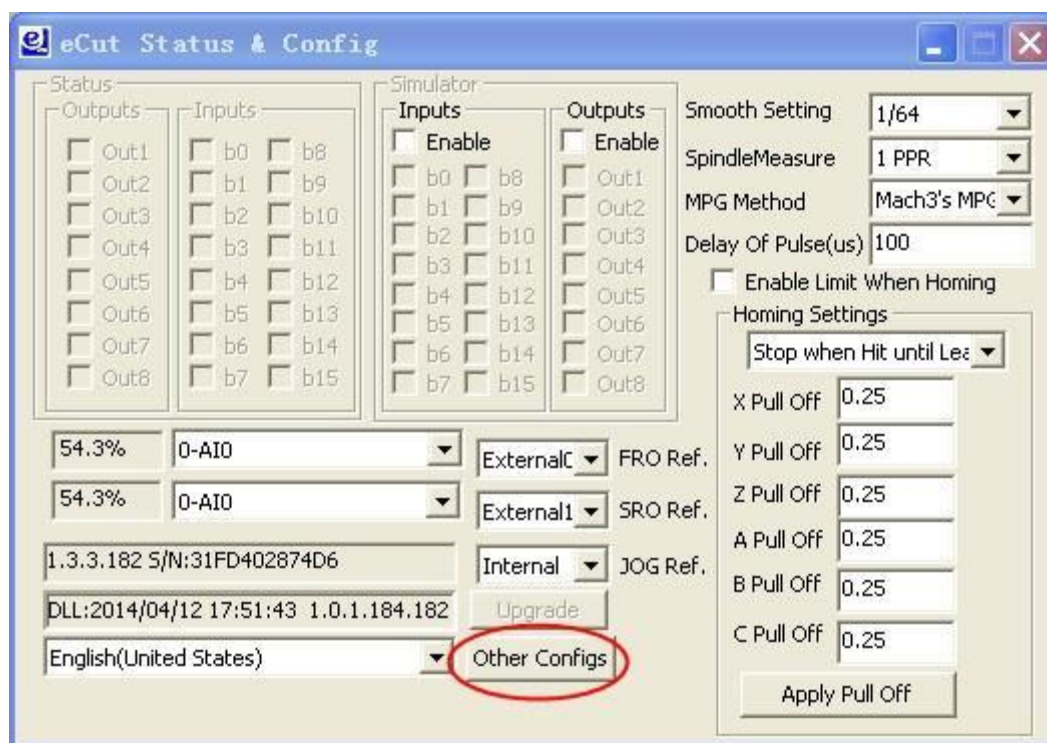 eCut Status & Config
Status
Outputs
Out1
Out2
Out3
Out4
Out5
Out6
Out7
Out8
Inputs
b0 b8
b1 b9
b2 b10
b3 b11
b4 b12
b5 b13
b6 b14
b7 b15
Simulator
Inputs
Enable
b0 b8
b1 b9
b2 b10
b3 b11
b4 b12
b5 b13
b6 b14
b7 b15
Outputs
Enable
Out1
Out2
Out3
Out4
Out5
Out6
Out7
Out8
Smooth Setting 1/64
SpindleMeasure 1 PPR
MPG Method Mach3's MPG
Delay Of Pulse(us) 100
Enable Limit When Homing
Homing Settings
Stop when Hit until Lea
X Pull Off 0.25
Y Pull Off 0.25
Z Pull Off 0.25
A Pull Off 0.25
B Pull Off 0.25
C Pull Off 0.25
Apply Pull Off
54.3% 0-AI0 External0 FRO Ref.
54.3% 0-AI0 External1 SRO Ref.
1.3.3.182 S/N:31FD402874D6 Internal JOG Ref.
DLL:2014/04/12 17:51:43 1.0.1.184.182 Upgrade
English(United States) Other Configs